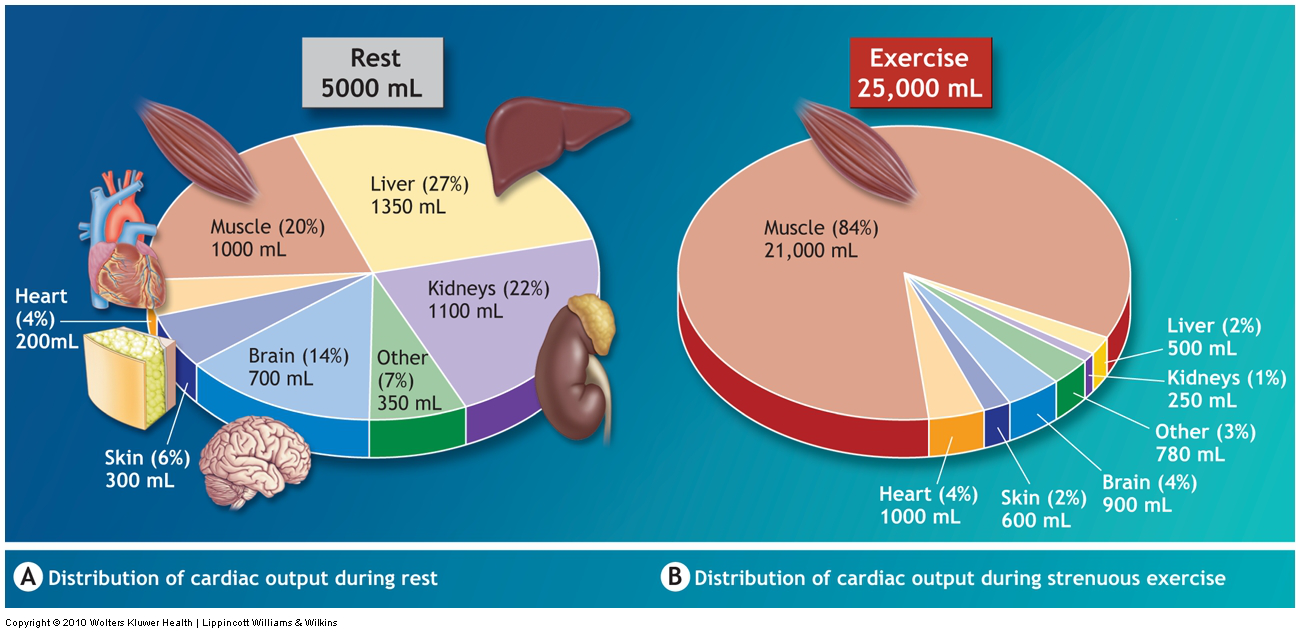 Rest
5000 mL
Liver (27%)
1350 mL
Muscle (20%)
1000 mL
Kidneys (22%)
1100 mL
Heart
(4%)
200mL
Brain (14%)
700 mL
Other
(7%)
350 mL
Skin (6%)
300 mL
Exercise
25,000 mL
Muscle (84%)
21,000 mL
Liver (2%)
500 mL
Kidneys (1%)
250 mL
Other (3%)
780 mL
Brain (4%)
900 mL
Heart (4%)
1000 mL
Skin (2%)
600 mL
A Distribution of cardiac output during rest
B Distribution of cardiac output during strenuous exercise
Copyright © 2010 Wolters Kluwer Health | Lippincott Williams & Wilkins